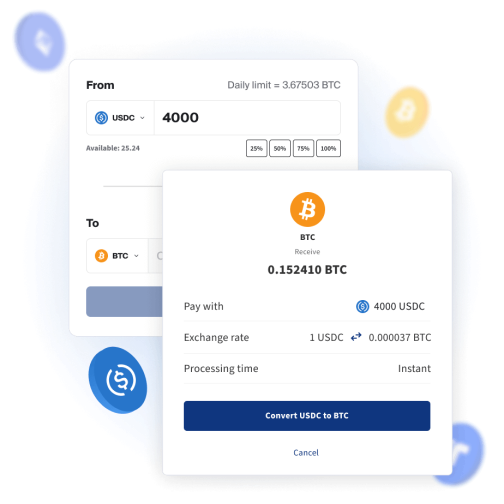 From
Daily limit = 3.67503 BTC
USDC
4000
Available: 25.24
25% 50% 75% 100%
To
BTC
BTC
Receive
0.152410 BTC
Pay with
4000 USDC
Exchange rate
1 USDC
0.000037 BTC
Processing time
Instant
Convert USDC to BTC
Cancel